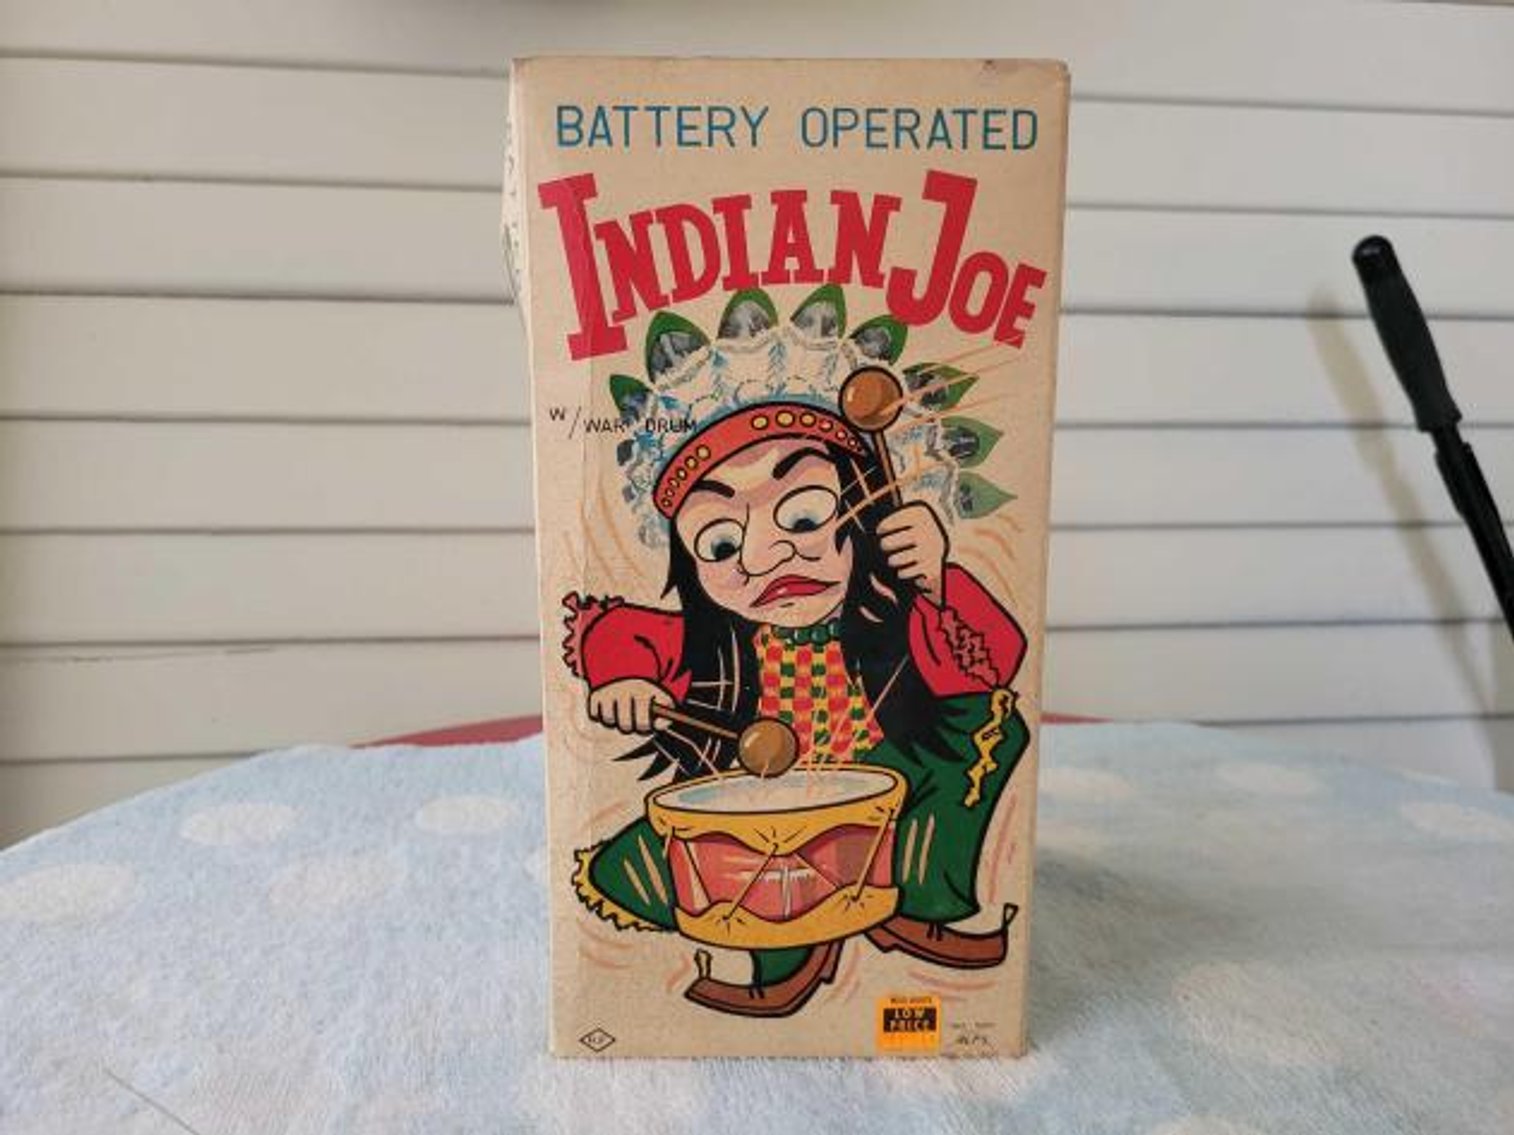 BATTERY OPERATED
INDIAN JOE
W/WAR DRUM
LOW
PRICE